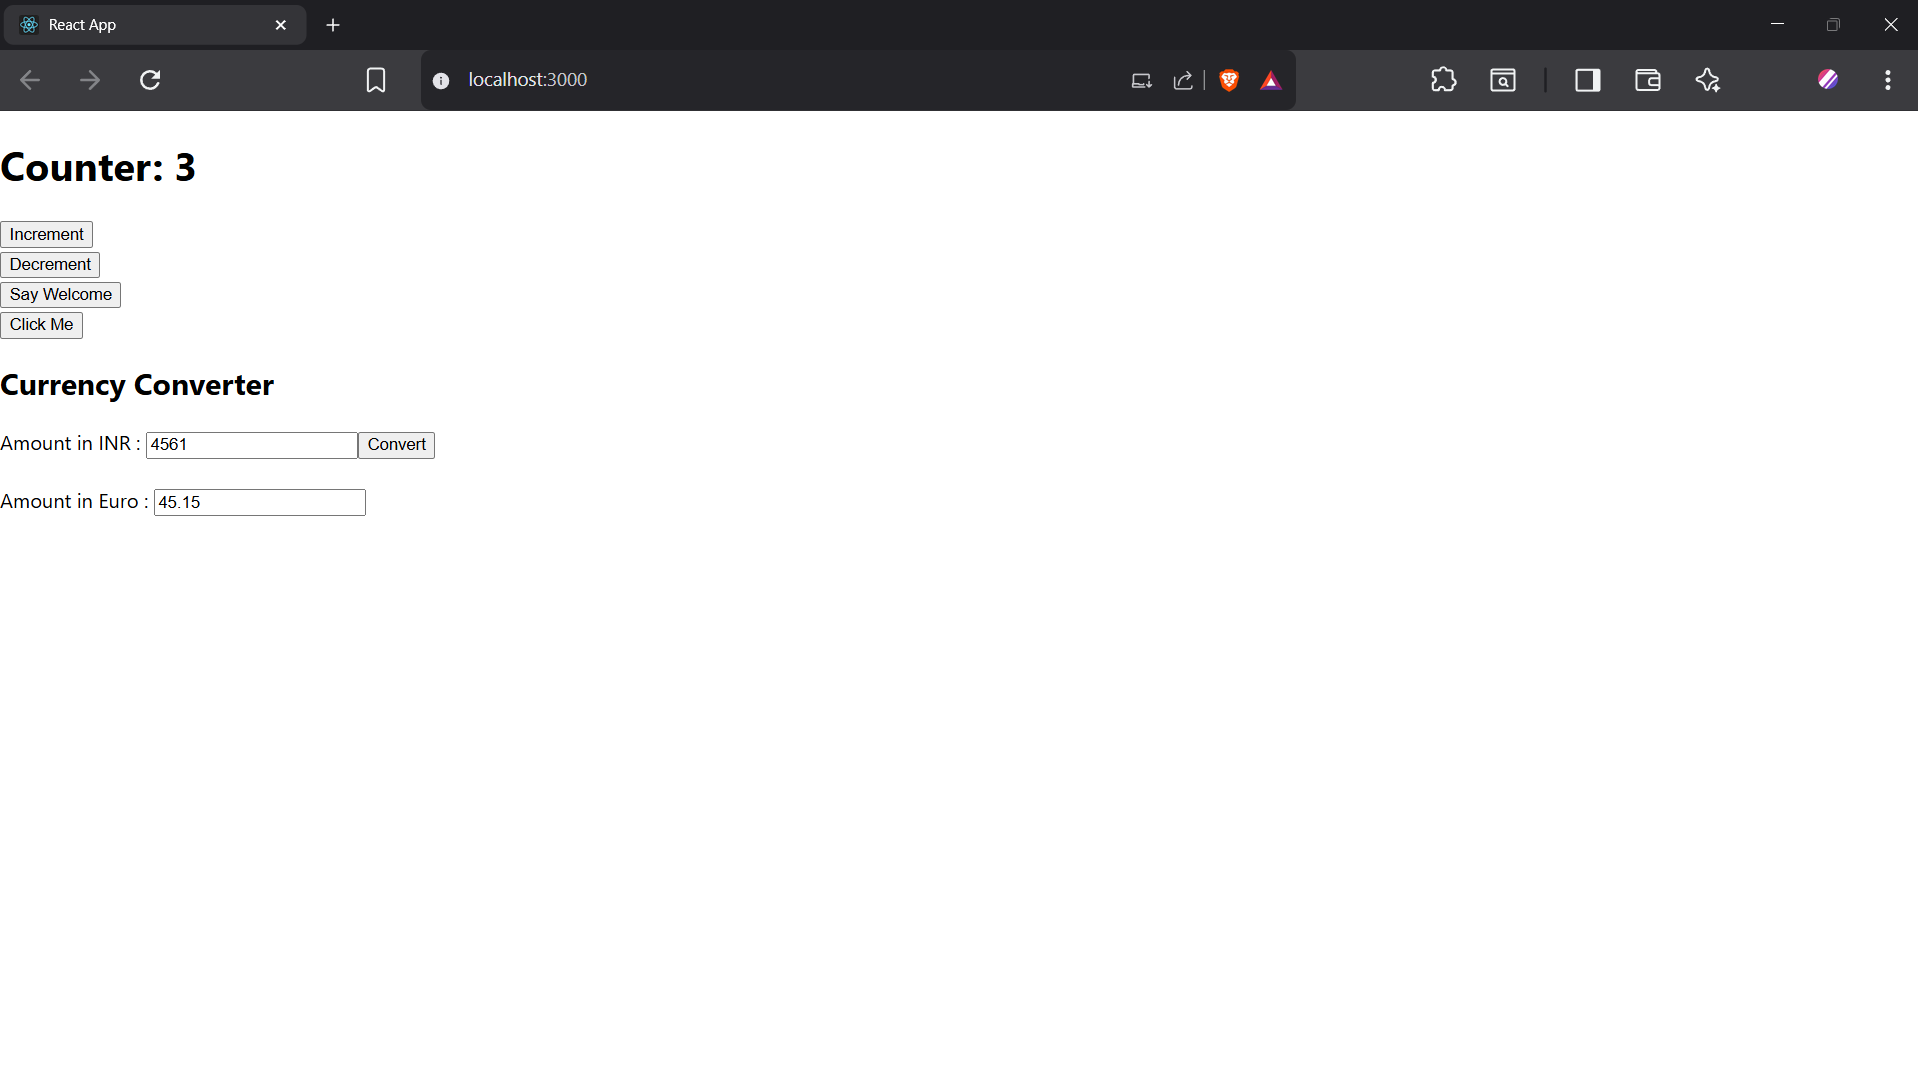 React App
localhost:3000
Counter: 3
Increment
Decrement
Say Welcome
Click Me
Currency Converter
Amount in INR : 4561 Convert
Amount in Euro : 45.15